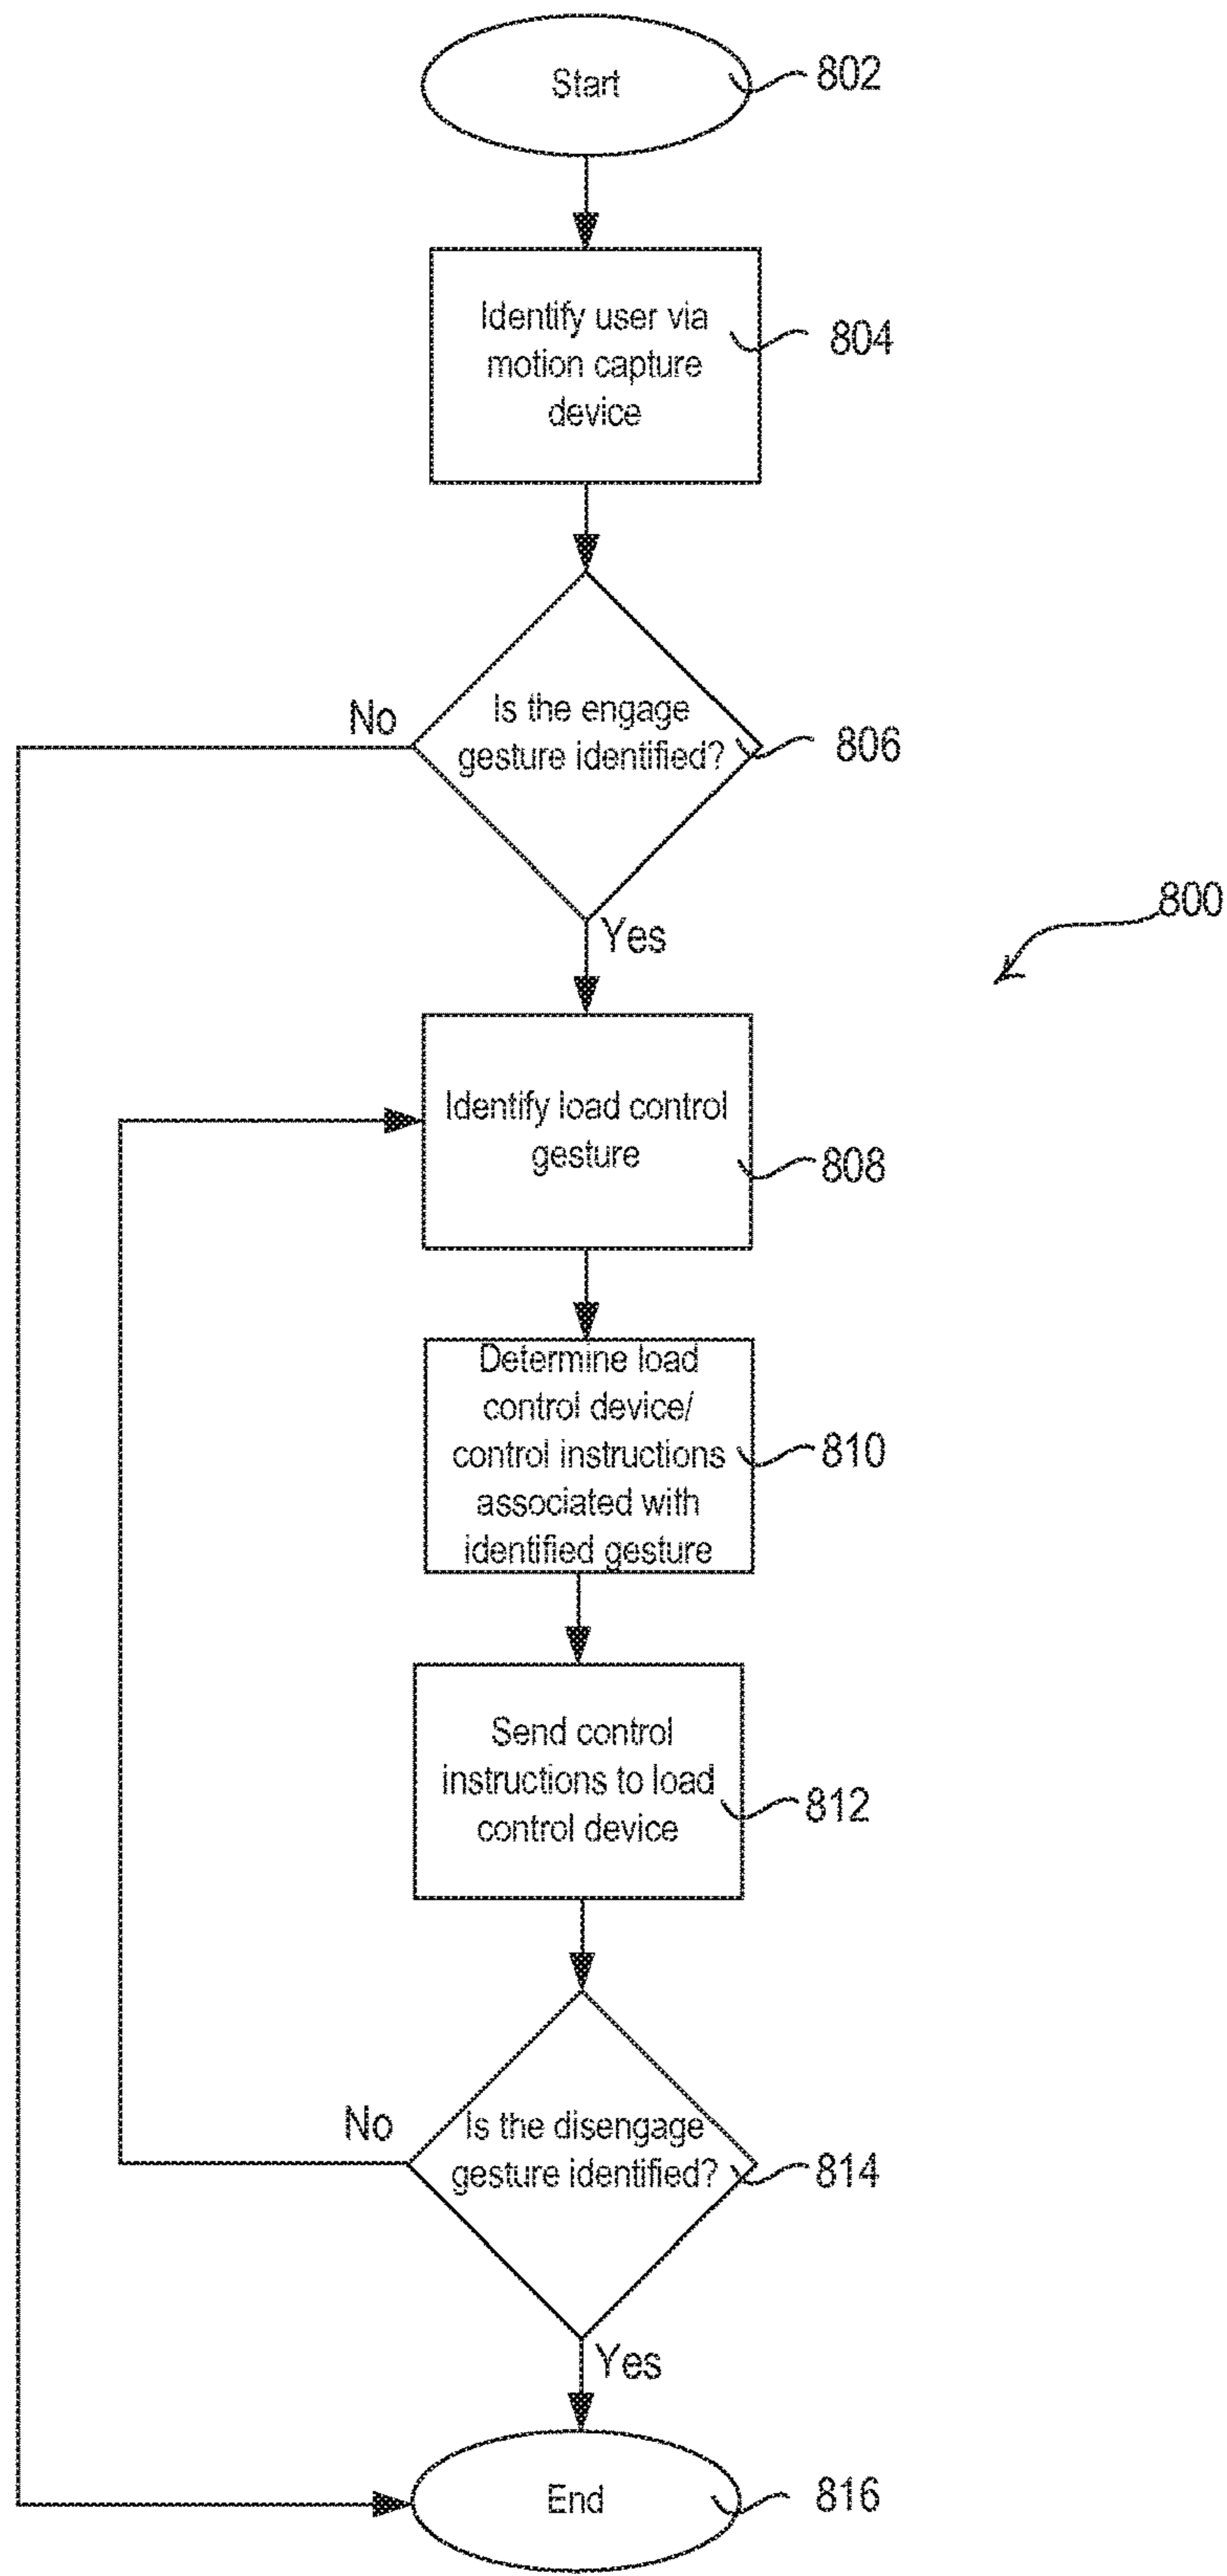 Start
802
Identify user via
motion capture
device
804
No
Is the engage
gesture identified?
806
Yes
800
Identify load control
gesture
808
Determine load
control device/
control instructions
associated with
identified gesture
810
Send control
instructions to load
control device
812
No
Is the disengage
gesture identified?
814
Yes
End
816